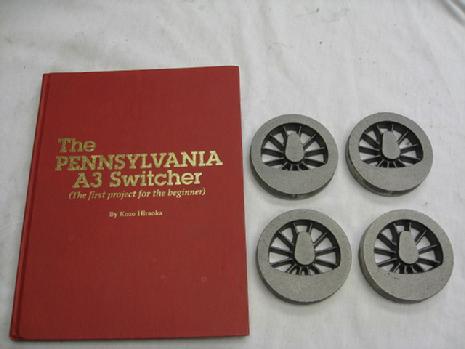 The
PENNSYLVANIA
A3 Switcher
(The first project for the beginner)
By Kozo Hiraoka